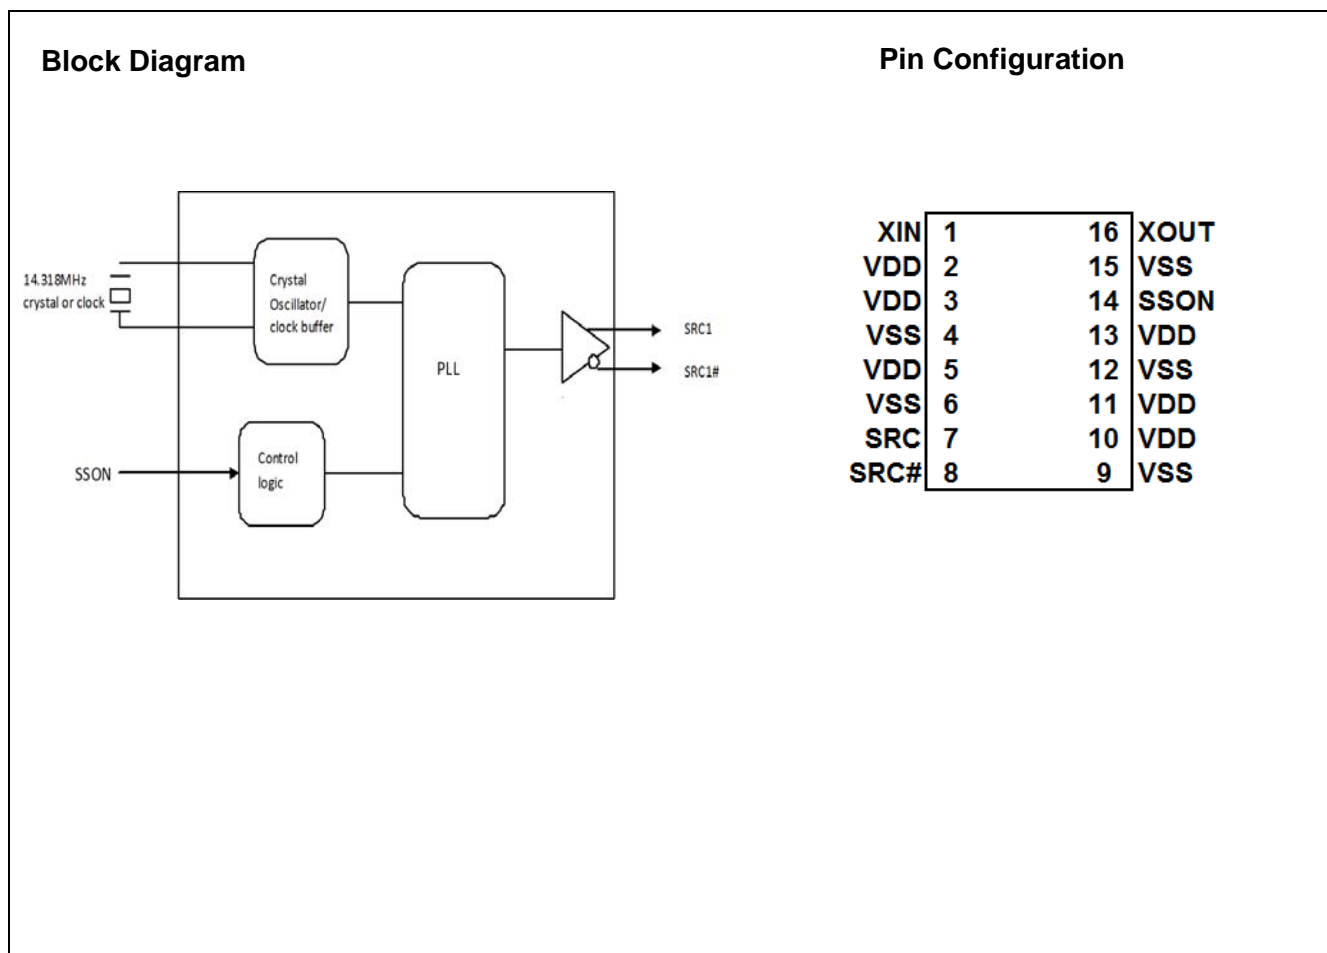 Block Diagram
14.318MHz
crystal or clock
Crystal
Oscillator/
clock buffer
PLL
SRC1
SRC1#
SSON
Control
logic
Pin Configuration
XIN 1 16 XOUT
VDD 2 15 VSS
VDD 3 14 SSON
VSS 4 13 VDD
VDD 5 12 VSS
VSS 6 11 VDD
SRC 7 10 VDD
SRC# 8 9 VSS